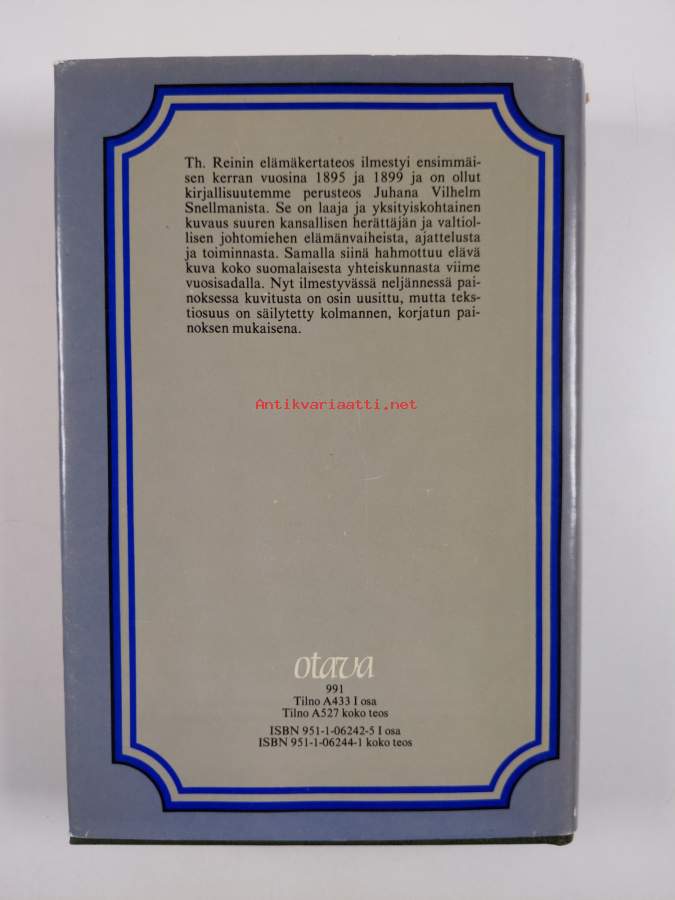 Th. Reinin elämäkertateos ilmestyi ensimmäi-
sen kerran vuosina 1895 ja 1899 ja on ollut
kirjallisuutemme perusteos Juhana Vilhelm
Snellmanista. Se on laaja ja yksityiskohtainen
kuvaus suuren kansallisen herättäjän ja valtiol-
lisen johtomiehen elämänvaiheista, ajattelusta
ja toiminnasta. Samalla siinä hahmottuu elävä
kuva koko suomalaisesta yhteiskunnasta viime
vuosisadalla. Nyt ilmestyvässä neljännessä pai-
noksessa kuvitusta on osin uusittu, mutta teks-
tiosuus on säilytetty kolmannen, korjatun pai-
noksen mukaisena.
Antikvariaatti.net
otava
991
Tilno A433 I osa
Tilno A527 koko teos
ISBN 951-1-06242-5 I osa
ISBN 951-1-06244-1 koko teos